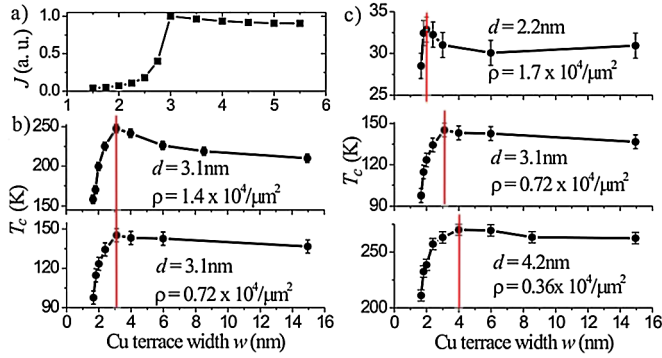 a)
J (a. u.)
1.0
0.5
0.0
1 2 3 4 5 6
b)
T_c (K)
250
200
150
d = 3.1nm
ρ = 1.4 x 10⁴/μm²
150
120
90
d = 3.1nm
ρ = 0.72 x 10⁴/μm²
0 2 4 6 8 10 12 14 16
Cu terrace width w (nm)
c)
T_c (K)
35
30
25
d = 2.2nm
ρ = 1.7 x 10⁴/μm²
150
120
90
d = 3.1nm
ρ = 0.72 x 10⁴/μm²
250
200
d = 4.2nm
ρ = 0.36x 10⁴/μm²
0 2 4 6 8 10 12 14 16
Cu terrace width w (nm)